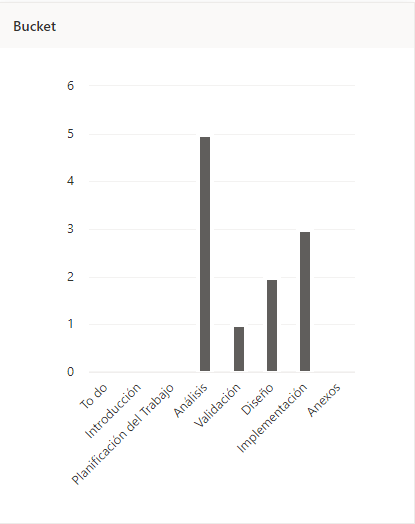 Bucket
6
5
4
3
2
1
0
To do
Introducción
Planificación del Trabajo
Análisis
Validación
Diseño
Implementación
Anexos